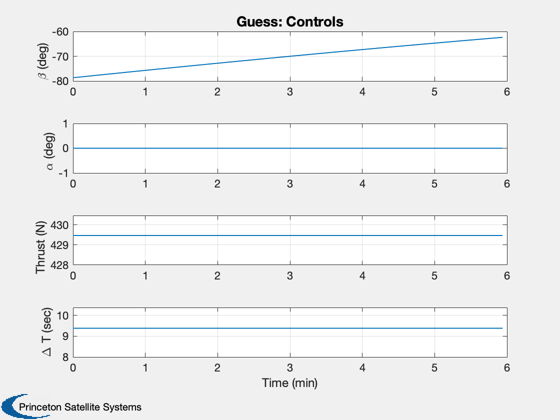 Guess: Controls
β (deg)
-60
-70
-80
0 1 2 3 4 5 6
α (deg)
1
0
-1
0 1 2 3 4 5 6
Thrust (N)
430
429
428
0 1 2 3 4 5 6
Δ T (sec)
10
9
8
0 1 2 3 4 5 6
Time (min)
Princeton Satellite Systems